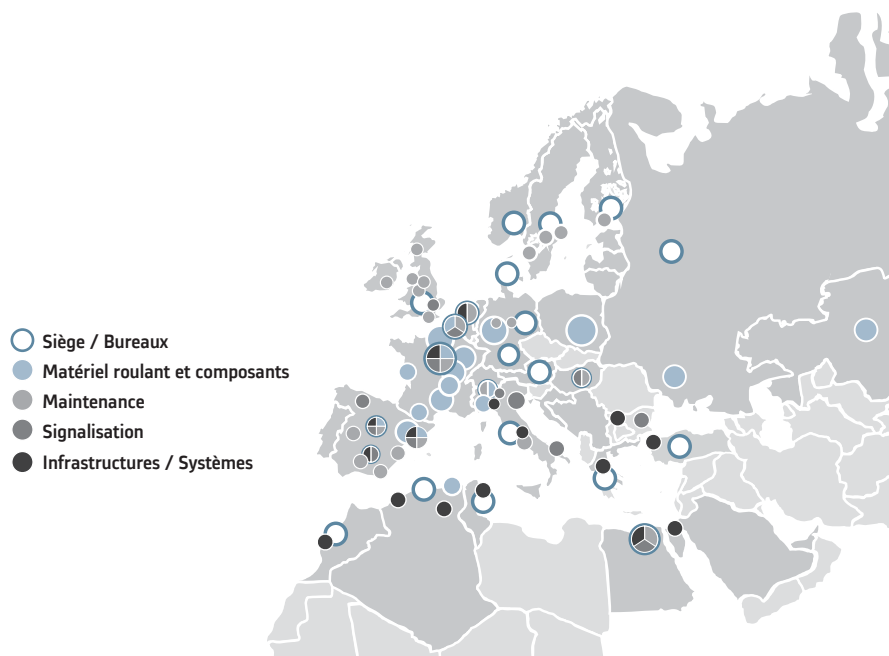 Siège / Bureaux
Matériel roulant et composants
Maintenance
Signalisation
Infrastructures / Systèmes